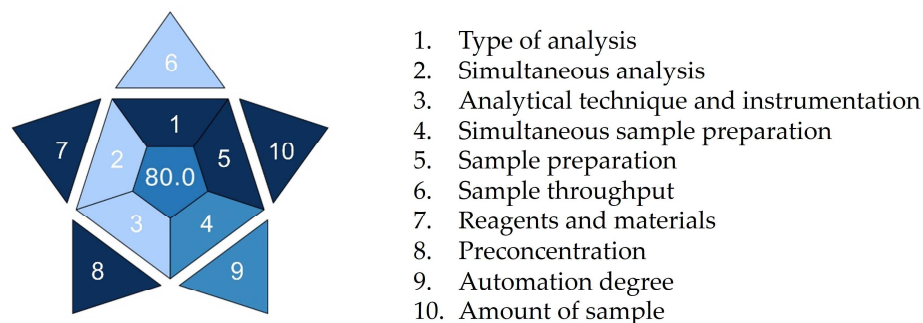 6
1
7
2
5
10
80.0
3
4
8
9
1. Type of analysis
2. Simultaneous analysis
3. Analytical technique and instrumentation
4. Simultaneous sample preparation
5. Sample preparation
6. Sample throughput
7. Reagents and materials
8. Preconcentration
9. Automation degree
10. Amount of sample